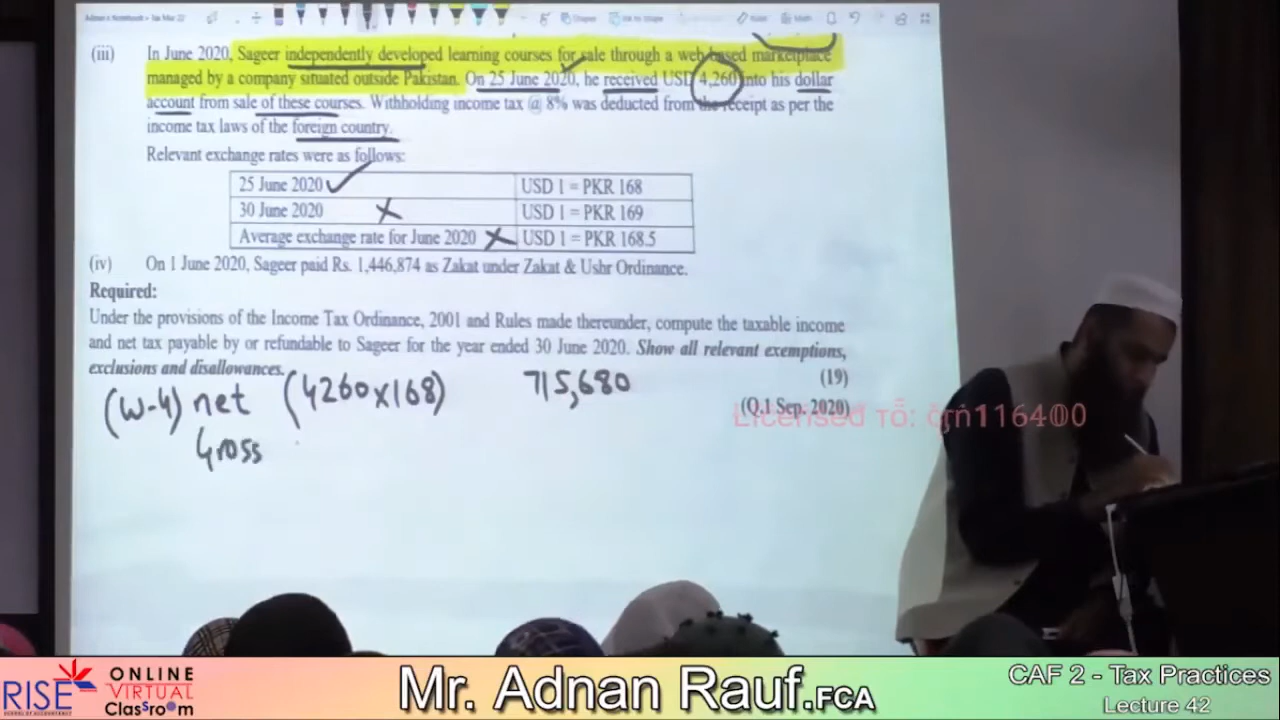 Adnan's Notebook > Tax Mar 22
(iii) In June 2020, Sageer independently developed learning courses for sale through a web based marketplace
managed by a company situated outside Pakistan. On 25 June 2020, he received USD 4,260 into his dollar
account from sale of these courses. Withholding income tax @ 8% was deducted from the receipt as per the
income tax laws of the foreign country.
Relevant exchange rates were as follows:
25 June 2020 USD 1 = PKR 168
30 June 2020 USD 1 = PKR 169
Average exchange rate for June 2020 USD 1 = PKR 168.5
(iv) On 1 June 2020, Sageer paid Rs. 1,446,874 as Zakat under Zakat & Ushr Ordinance.
Required:
Under the provisions of the Income Tax Ordinance, 2001 and Rules made thereunder, compute the taxable income
and net tax payable by or refundable to Sageer for the year ended 30 June 2020. Show all relevant exemptions,
exclusions and disallowances. (19)
(W-4) net (4260x168) 715,680
(Q.1 Sep. 2020)
Gross
RISE ONLINE VIRTUAL Classroom
Mr. Adnan Rauf.FCA
CAF 2 - Tax Practices
Lecture 42